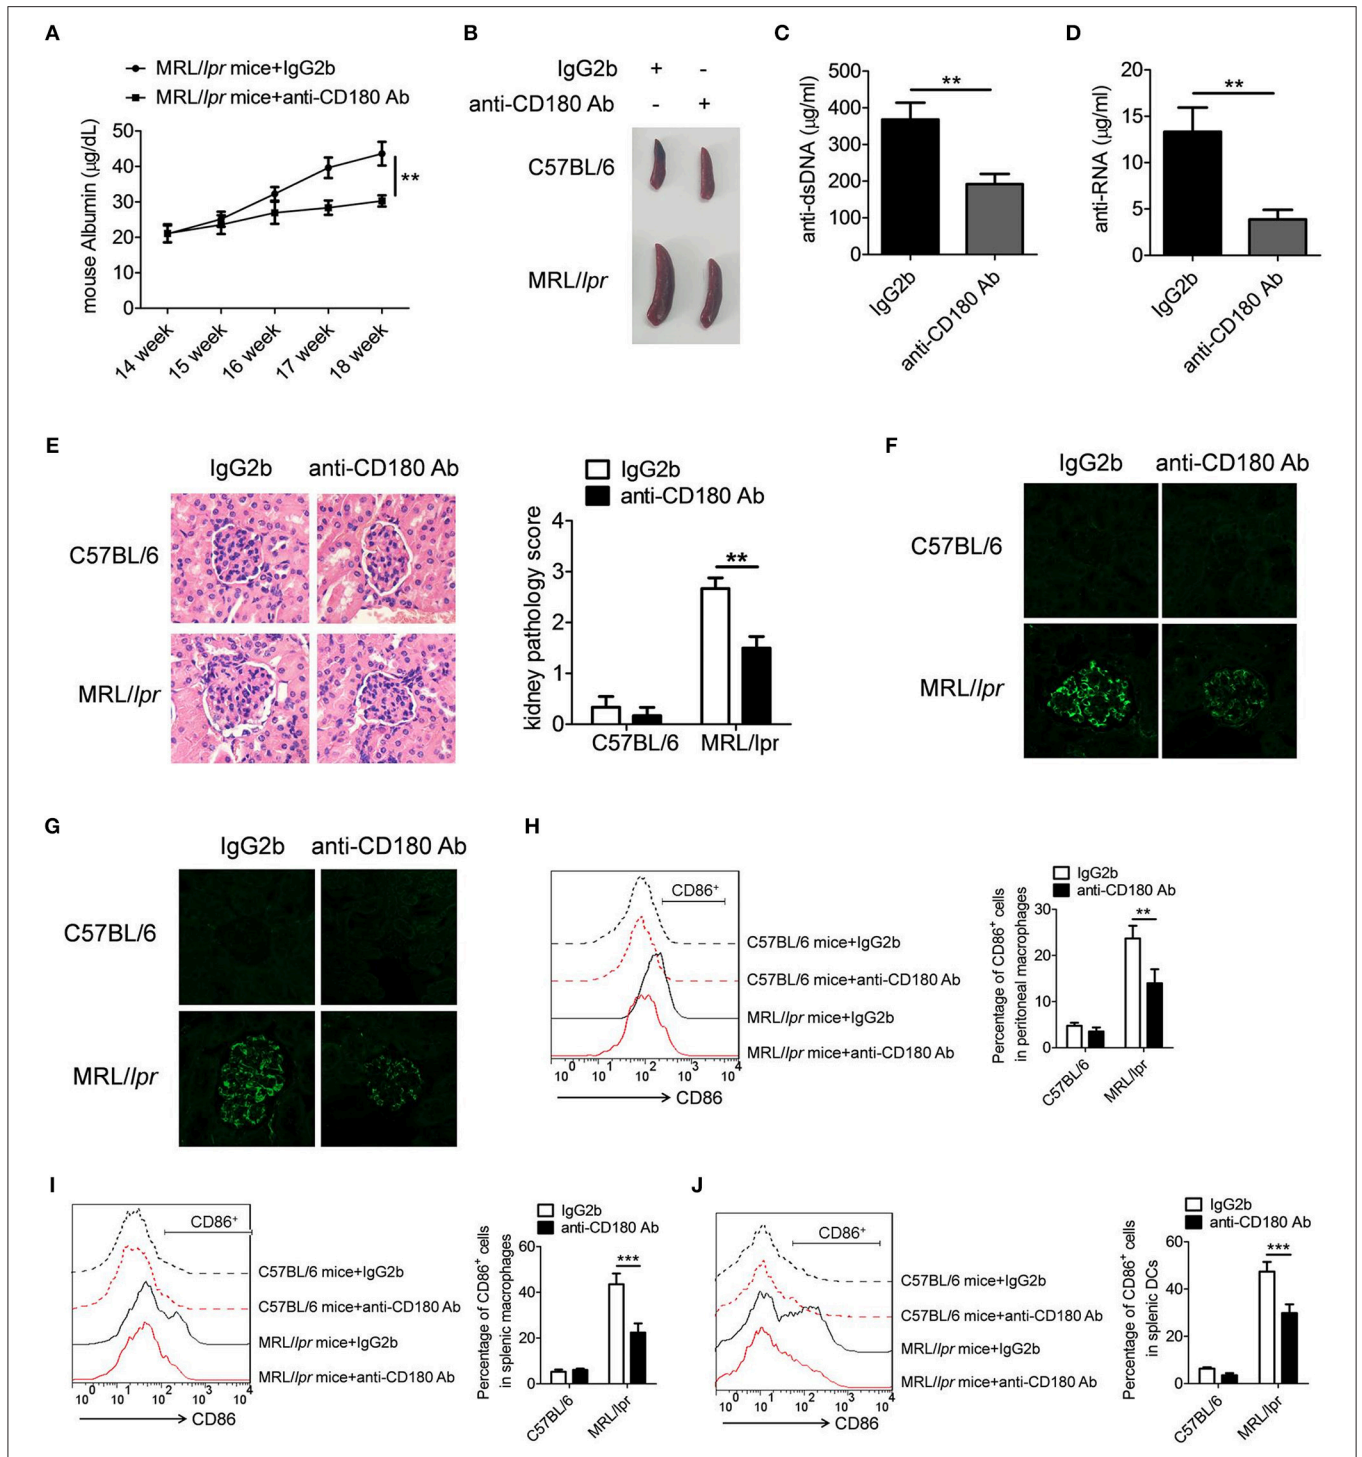 A
MRL/lpr mice+IgG2b
MRL/lpr mice+anti-CD180 Ab
mouse Albumin (μg/dL)
50
40
30
20
10
0
**
14 week
15 week
16 week
17 week
18 week
B
IgG2b + -
anti-CD180 Ab - +
C57BL/6
MRL/lpr
C
anti-dsDNA (μg/ml)
500
400
300
200
100
0
**
IgG2b
anti-CD180 Ab
D
anti-RNA (μg/ml)
20
15
10
5
0
**
IgG2b
anti-CD180 Ab
E
IgG2b anti-CD180 Ab
C57BL/6
MRL/lpr
IgG2b
anti-CD180 Ab
kidney pathology score
4
3
2
1
0
**
C57BL/6 MRL/lpr
F
IgG2b anti-CD180 Ab
C57BL/6
MRL/lpr
G
IgG2b anti-CD180 Ab
C57BL/6
MRL/lpr
H
CD86+
C57BL/6 mice+IgG2b
C57BL/6 mice+anti-CD180 Ab
MRL/lpr mice+IgG2b
MRL/lpr mice+anti-CD180 Ab
10^0 10^1 10^2 10^3 10^4
CD86
IgG2b
anti-CD180 Ab
Percentage of CD86+ cells
in peritoneal macrophages
30
20
10
0
**
C57BL/6
MRL/lpr
I
CD86+
C57BL/6 mice+IgG2b
C57BL/6 mice+anti-CD180 Ab
MRL/lpr mice+IgG2b
MRL/lpr mice+anti-CD180 Ab
10^0 10^1 10^2 10^3 10^4
CD86
IgG2b
anti-CD180 Ab
Percentage of CD86+ cells
in splenic macrophages
60
40
20
0
***
C57BL/6
MRL/lpr
J
CD86+
C57BL/6 mice+IgG2b
C57BL/6 mice+anti-CD180 Ab
MRL/lpr mice+IgG2b
MRL/lpr mice+anti-CD180 Ab
10^0 10^1 10^2 10^3 10^4
CD86
IgG2b
anti-CD180 Ab
Percentage of CD86+ cells
in splenic DCs
60
40
20
0
***
C57BL/6
MRL/lpr